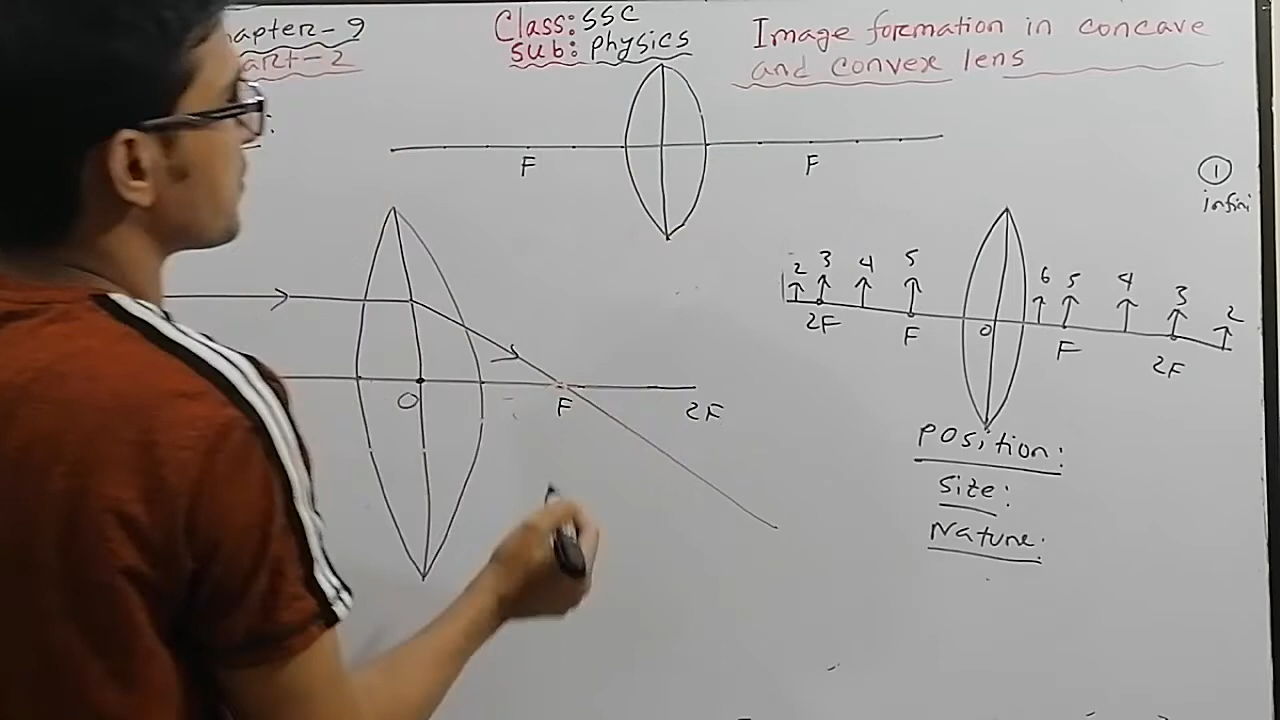 hapter-9
art-2
Class: SSC
Sub: physics
Image formation in concave
and convex lens
:
F F
1
infini
2 3 4 5 6 5 4 3 2
2F F O F 2F
O F 2F
Position:
Size:
Nature: